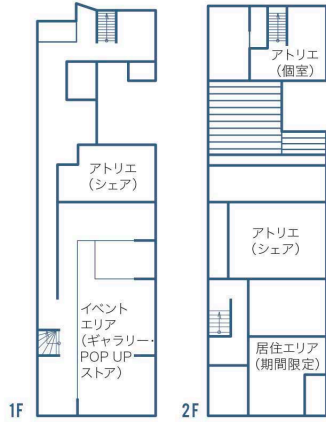 アトリエ
(シェア)
イベント
エリア
(ギャラリー・
POP UP
ストア)
1F
アトリエ
(個室)
アトリエ
(シェア)
居住エリア
(期間限定)
2F